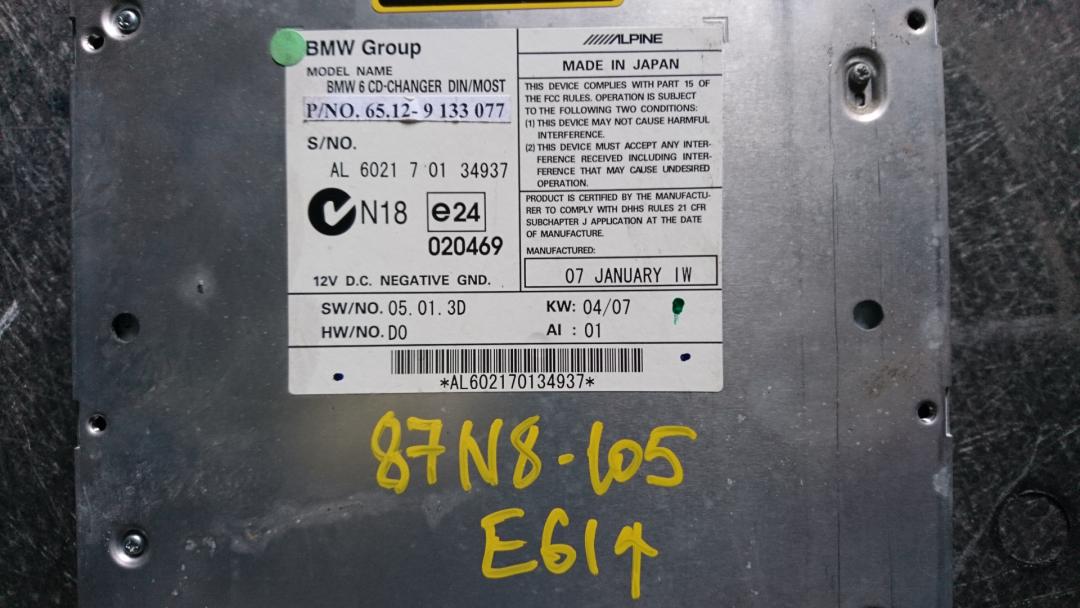 BMW Group
MODEL NAME
BMW 6 CD-CHANGER DIN/MOST
P/NO. 65.12- 9 133 077
S/NO.
AL 6021 7 01 34937
N18 e24
020469
12V D.C. NEGATIVE GND.
ALPINE
MADE IN JAPAN
THIS DEVICE COMPLIES WITH PART 15 OF
THE FCC RULES. OPERATION IS SUBJECT
TO THE FOLLOWING TWO CONDITIONS:
(1) THIS DEVICE MAY NOT CAUSE HARMFUL
INTERFERENCE.
(2) THIS DEVICE MUST ACCEPT ANY INTER-
FERENCE RECEIVED INCLUDING INTER-
FERENCE THAT MAY CAUSE UNDESIRED
OPERATION.
PRODUCT IS CERTIFIED BY THE MANUFACTU-
RER TO COMPLY WITH DHHS RULES 21 CFR
SUBCHAPTER J APPLICATION AT THE DATE
OF MANUFACTURE.
MANUFACTURED:
07 JANUARY IW
SW/NO. 05. 01. 3D KW: 04/07
HW/NO. D0 AI : 01
*AL602170134937*
87N8-105
E61